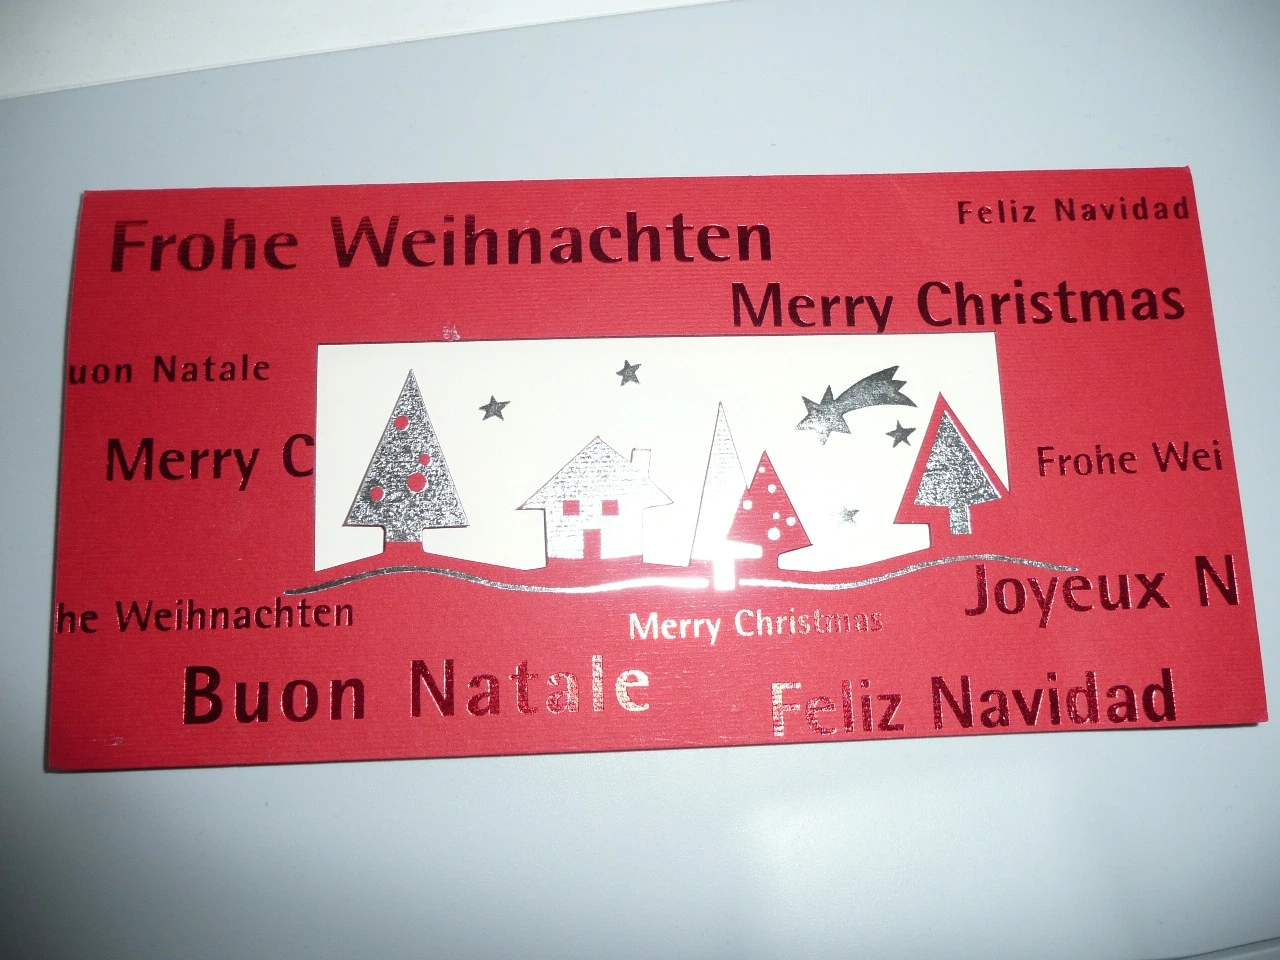 Frohe Weihnachten
Feliz Navidad
Merry Christmas
uon Natale
Merry C
Frohe Wei
Joyeux N
he Weihnachten
Merry Christmas
Buon Natale
Feliz Navidad